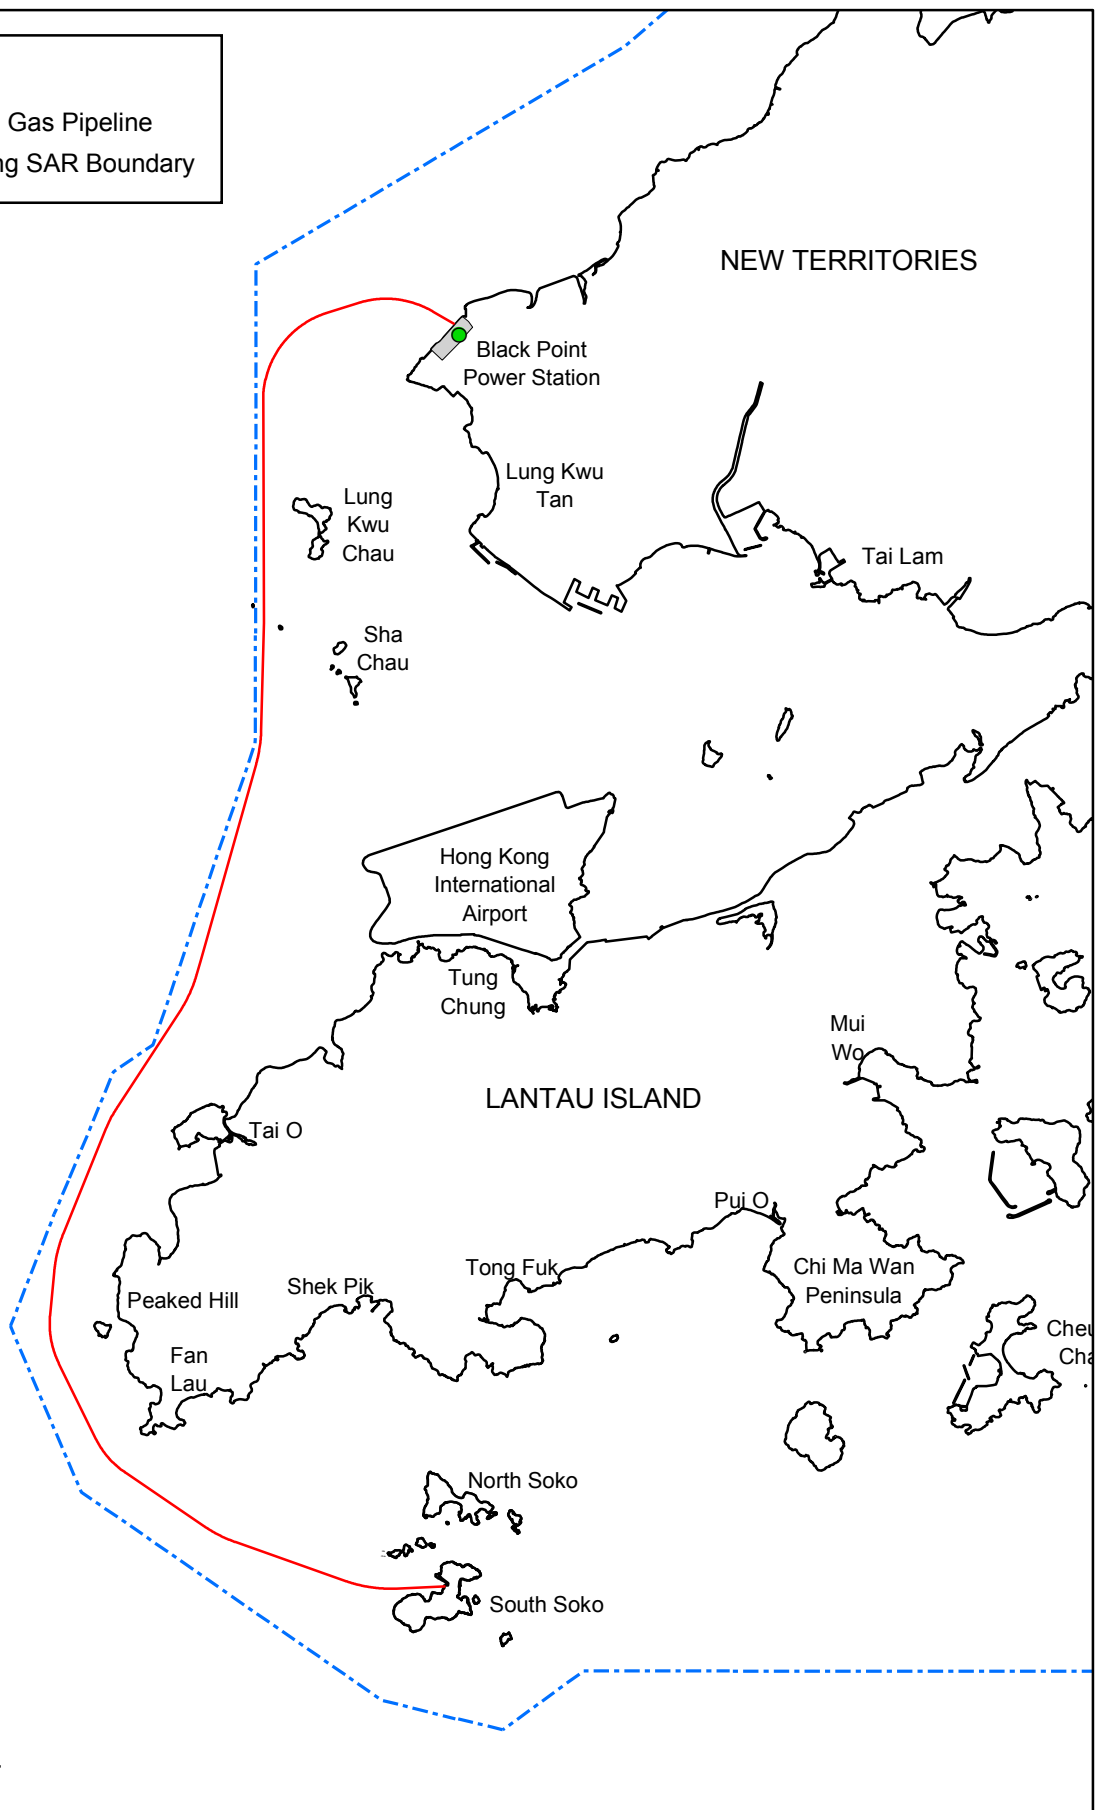 Gas Pipeline
ng SAR Boundary
NEW TERRITORIES
Black Point
Power Station
Lung Kwu
Tan
Lung
Kwu
Chau
Tai Lam
Sha
Chau
Hong Kong
International
Airport
Tung
Chung
Mui
Wo
LANTAU ISLAND
Tai O
Pui O
Tong Fuk
Chi Ma Wan
Peninsula
Shek Pik
Peaked Hill
Fan
Lau
Cheu
Cha
North Soko
South Soko